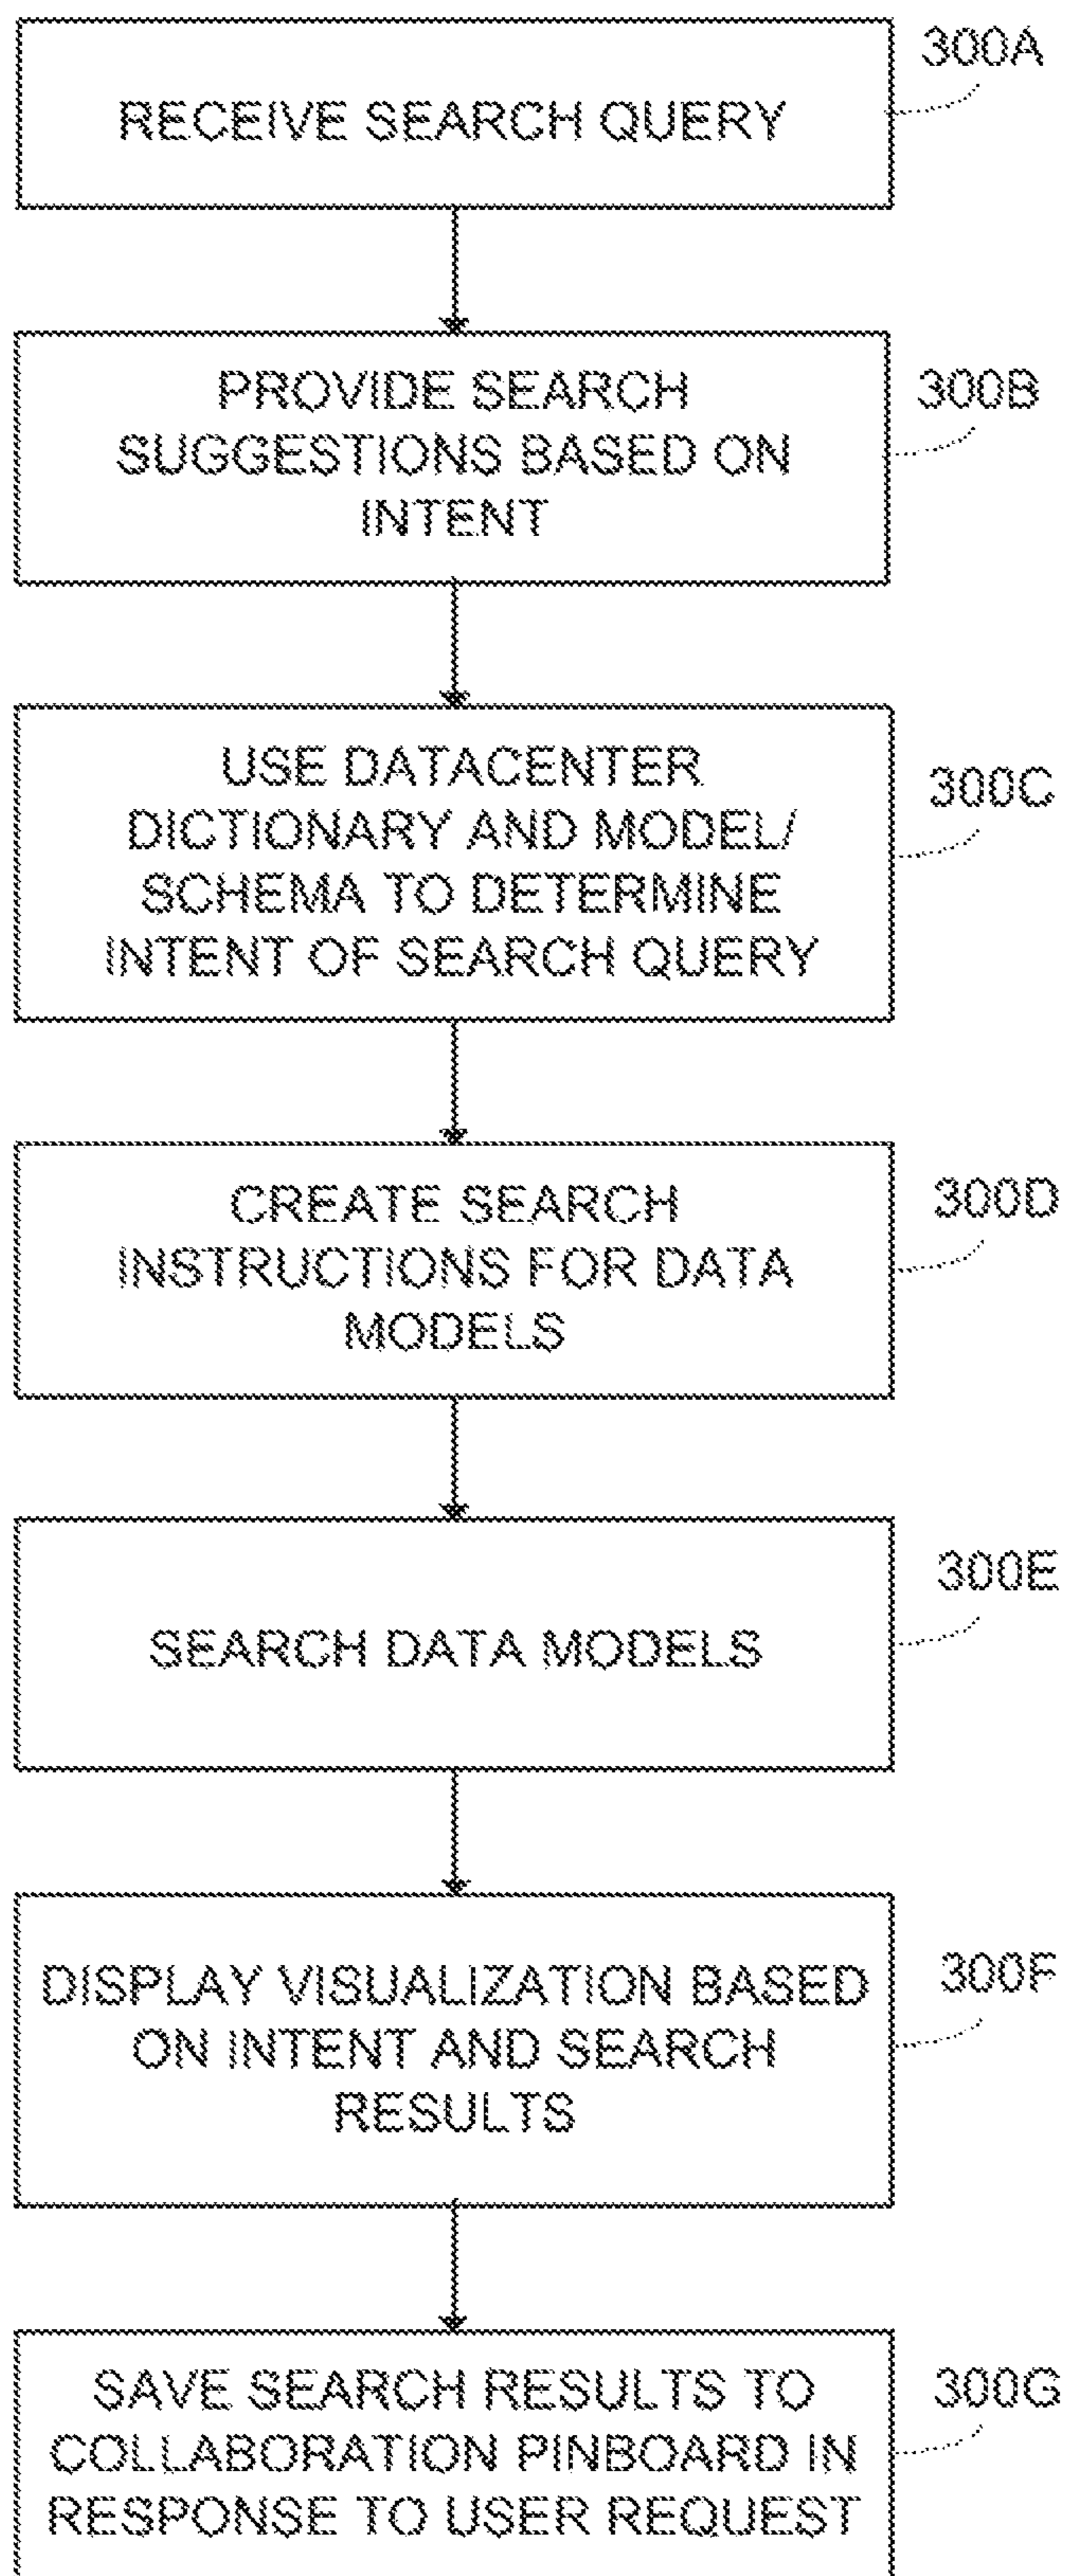 300A
RECEIVE SEARCH QUERY
300B
PROVIDE SEARCH
SUGGESTIONS BASED ON
INTENT
300C
USE DATACENTER
DICTIONARY AND MODEL/
SCHEMA TO DETERMINE
INTENT OF SEARCH QUERY
300D
CREATE SEARCH
INSTRUCTIONS FOR DATA
MODELS
300E
SEARCH DATA MODELS
300F
DISPLAY VISUALIZATION BASED
ON INTENT AND SEARCH
RESULTS
300G
SAVE SEARCH RESULTS TO
COLLABORATION PINBOARD IN
RESPONSE TO USER REQUEST